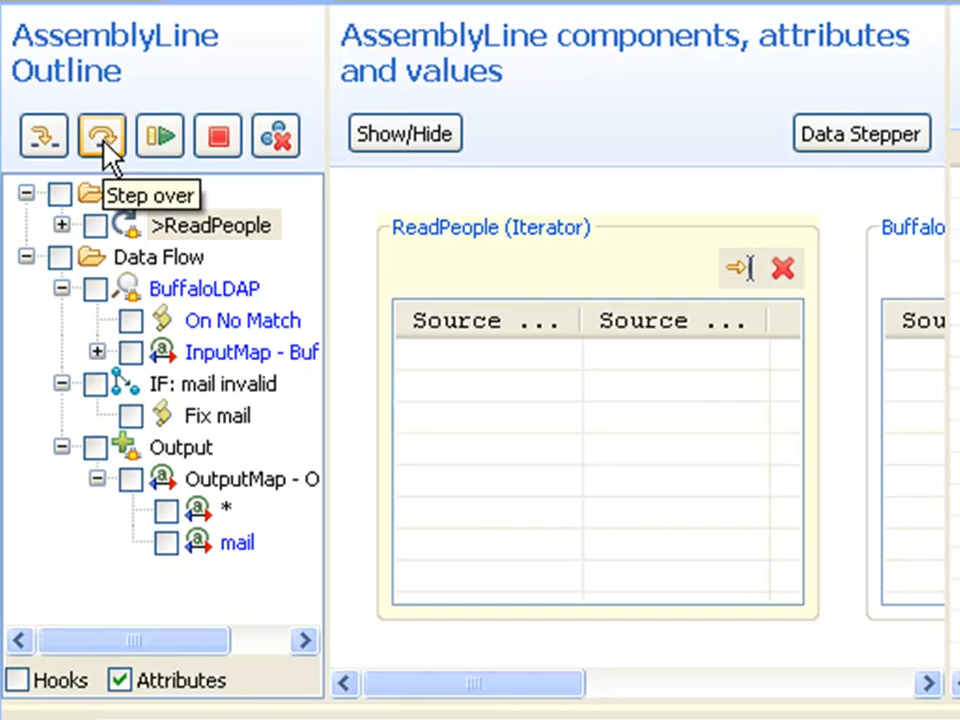 AssemblyLine
Outline
AssemblyLine components, attributes
and values
Show/Hide
Data Stepper
Step over
>ReadPeople
Data Flow
BuffaloLDAP
On No Match
InputMap - Buf
IF: mail invalid
Fix mail
Output
OutputMap - O
*
mail
Hooks
Attributes
ReadPeople (Iterator)
Source ...
Source ...
Buffalo
Sou